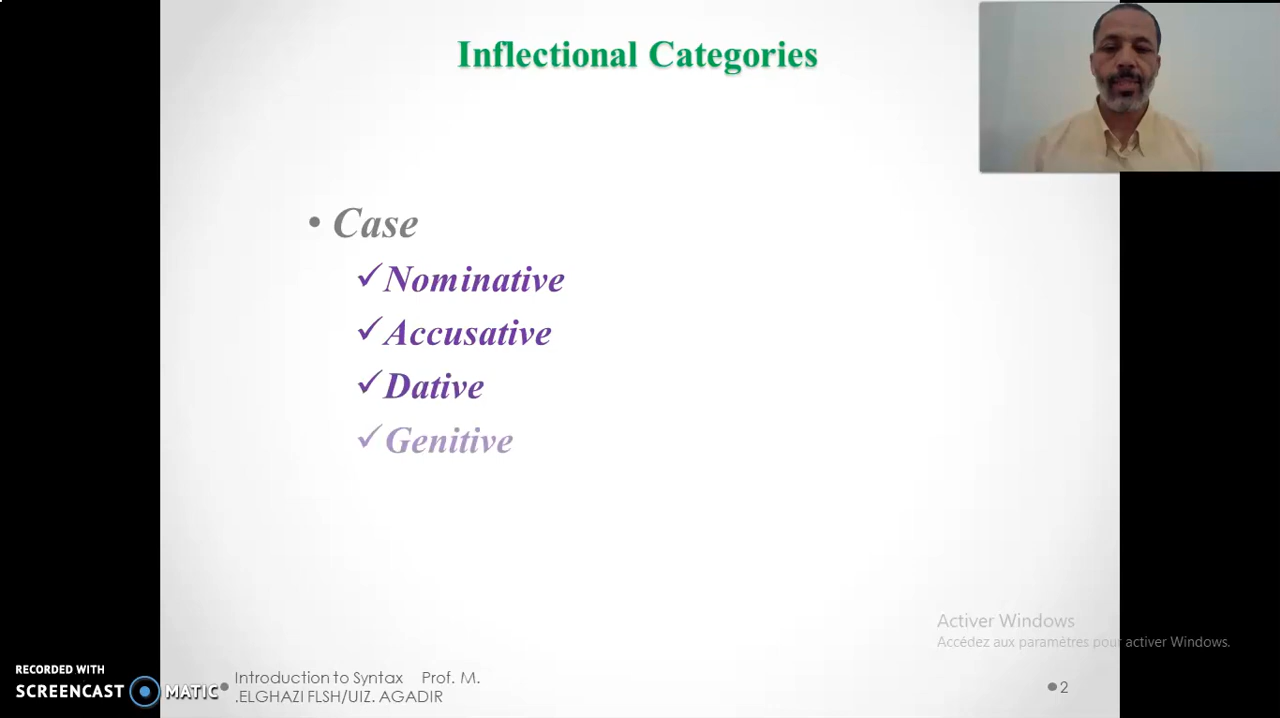 Inflectional Categories
• Case
✓Nominative
✓Accusative
✓Dative
✓Genitive
Activer Windows
Accédez aux paramètres pour activer Windows.
RECORDED WITH
SCREENCAST MATIC
Introduction to Syntax Prof. M.
.ELGHAZI FLSH/UIZ. AGADIR
2